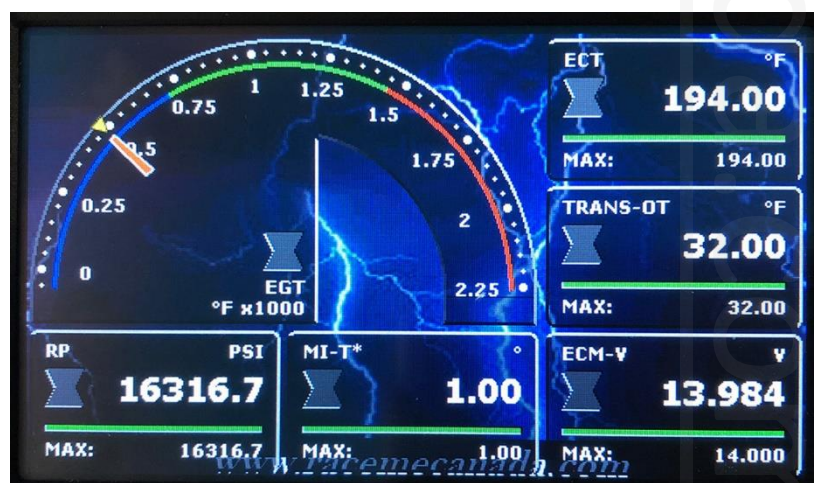 0
0.25
0.5
0.75
1
1.25
1.5
1.75
2
2.25
EGT
°F x1000
ECT °F
194.00
MAX: 194.00
TRANS-OT °F
32.00
MAX: 32.00
RP PSI
16316.7
MAX: 16316.7
MI-T* °
1.00
MAX: 1.00
ECM-V V
13.984
MAX: 14.000
www.racemecanada.com